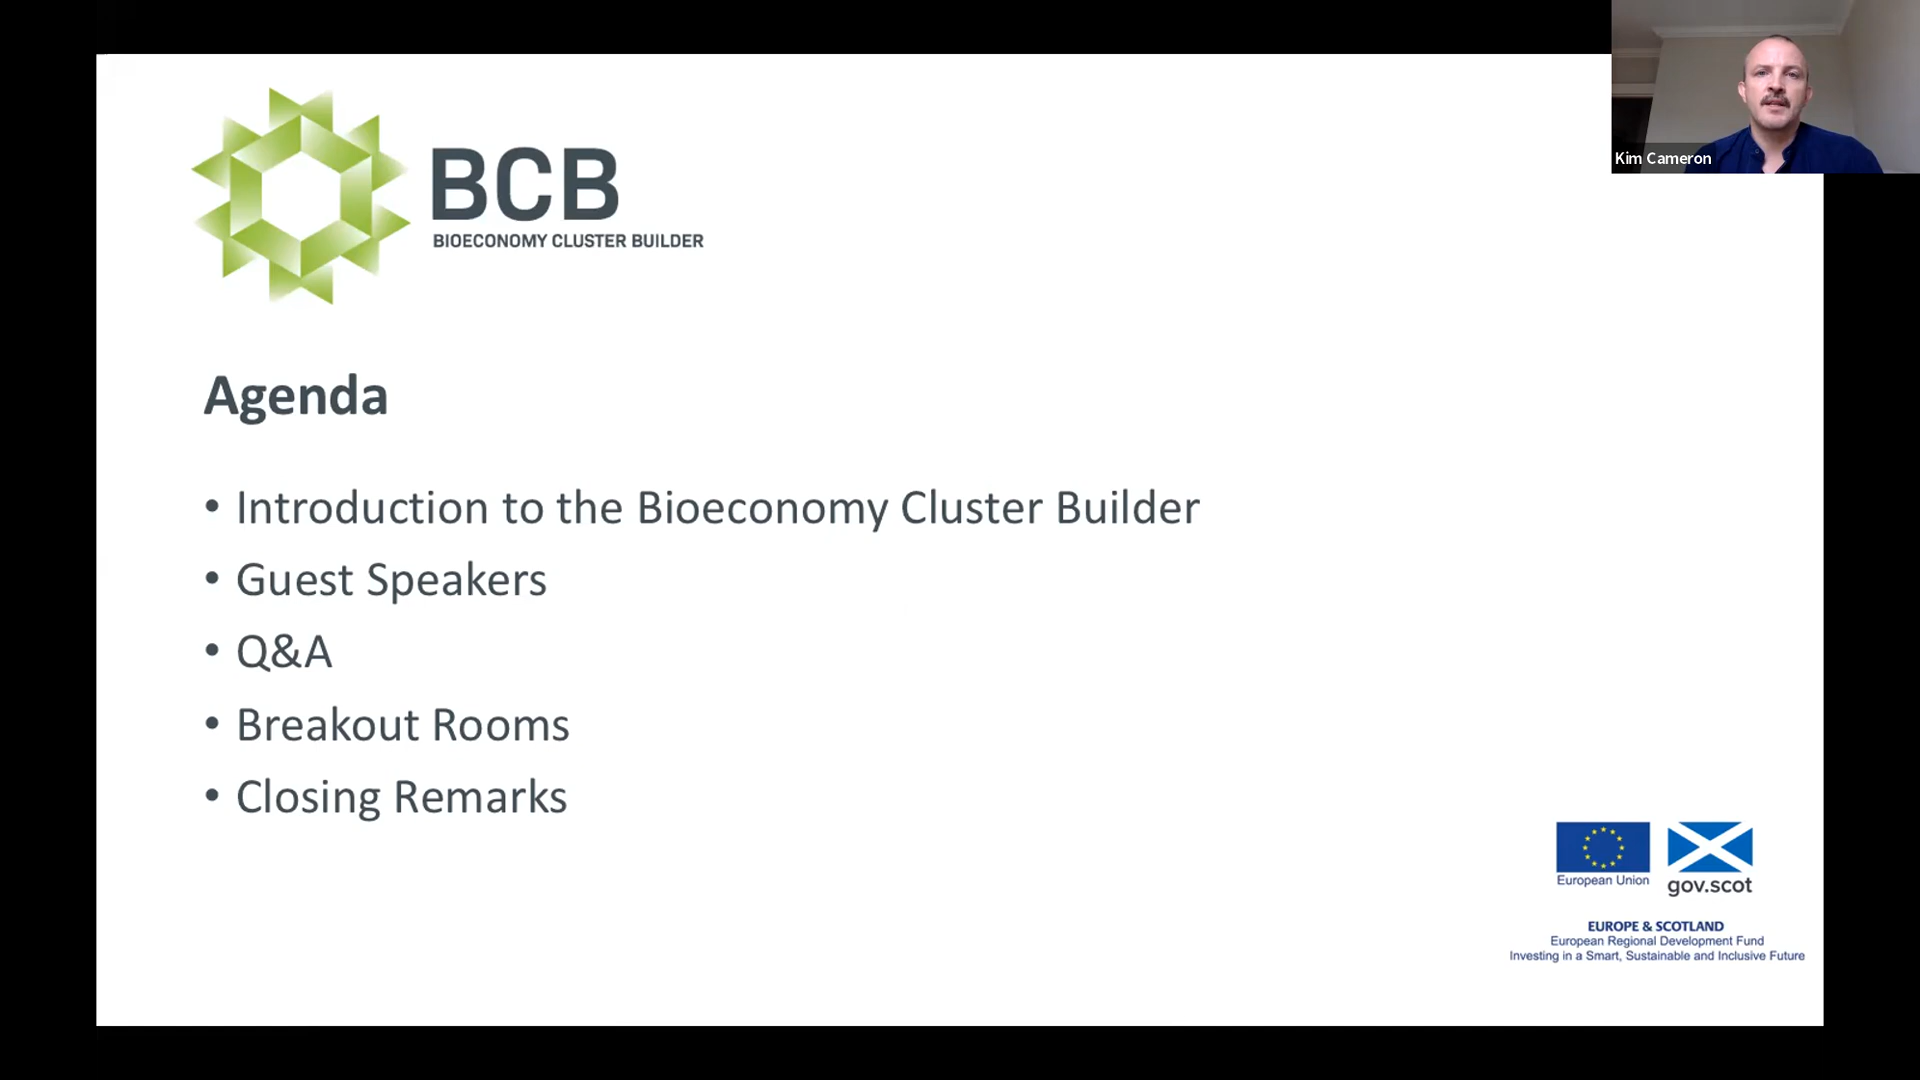 Kim Cameron
BCB
BIOECONOMY CLUSTER BUILDER
Agenda
• Introduction to the Bioeconomy Cluster Builder
• Guest Speakers
• Q&A
• Breakout Rooms
• Closing Remarks
European Union
gov.scot
EUROPE & SCOTLAND
European Regional Development Fund
Investing in a Smart, Sustainable and Inclusive Future